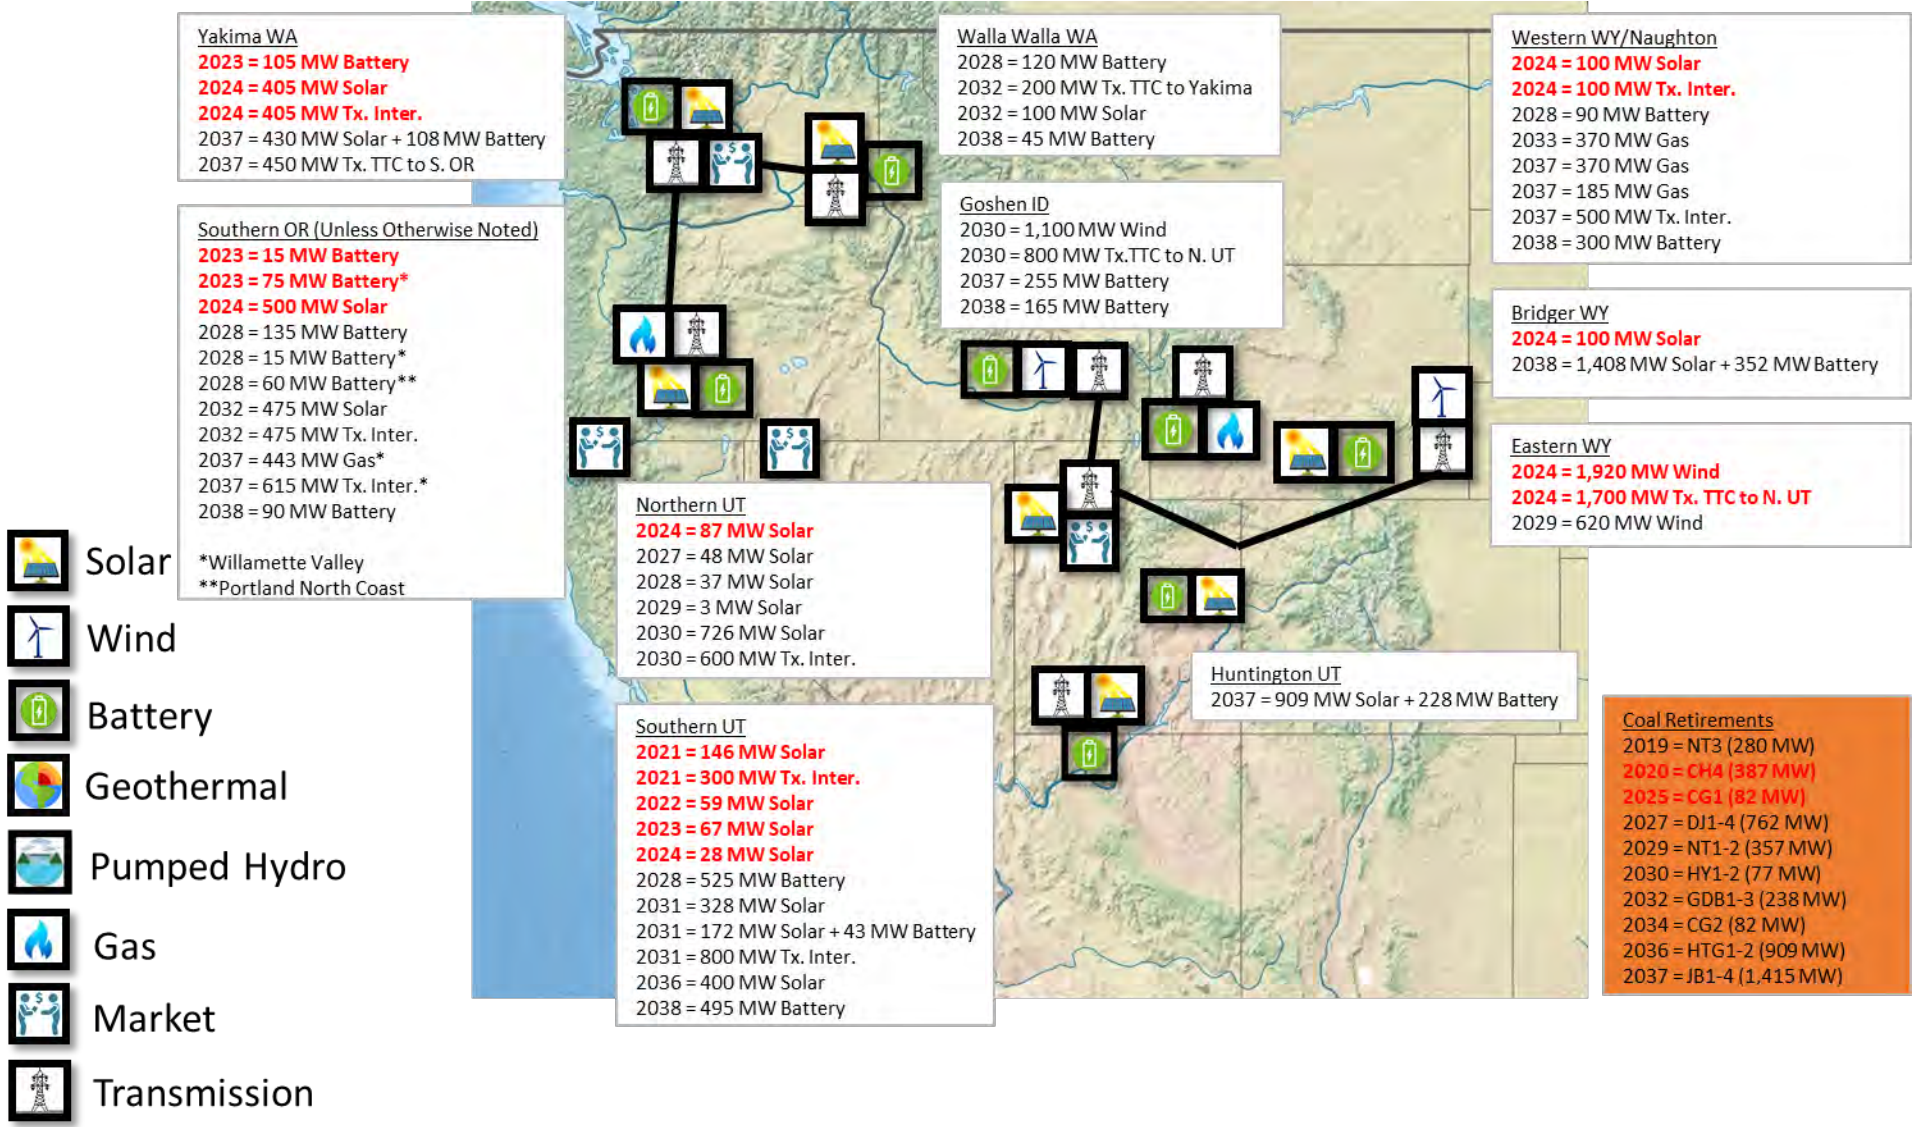 Yakima WA
2023 = 105 MW Battery
2024 = 405 MW Solar
2024 = 405 MW Tx. Inter.
2037 = 430 MW Solar + 108 MW Battery
2037 = 450 MW Tx. TTC to S. OR
Walla Walla WA
2028 = 120 MW Battery
2032 = 200 MW Tx. TTC to Yakima
2032 = 100 MW Solar
2038 = 45 MW Battery
Western WY/Naughton
2024 = 100 MW Solar
2024 = 100 MW Tx. Inter.
2028 = 90 MW Battery
2033 = 370 MW Gas
2037 = 370 MW Gas
2037 = 185 MW Gas
2037 = 500 MW Tx. Inter.
2038 = 300 MW Battery
Southern OR (Unless Otherwise Noted)
2023 = 15 MW Battery
2023 = 75 MW Battery*
2024 = 500 MW Solar
2028 = 135 MW Battery
2028 = 15 MW Battery*
2028 = 60 MW Battery**
2032 = 475 MW Solar
2032 = 475 MW Tx. Inter.
2037 = 443 MW Gas*
2037 = 615 MW Tx. Inter.*
2038 = 90 MW Battery
*Willamette Valley
**Portland North Coast
Goshen ID
2030 = 1,100 MW Wind
2030 = 800 MW Tx.TTC to N. UT
2037 = 255 MW Battery
2038 = 165 MW Battery
Bridger WY
2024 = 100 MW Solar
2038 = 1,408 MW Solar + 352 MW Battery
Eastern WY
2024 = 1,920 MW Wind
2024 = 1,700 MW Tx. TTC to N. UT
2029 = 620 MW Wind
Northern UT
2024 = 87 MW Solar
2027 = 48 MW Solar
2028 = 37 MW Solar
2029 = 3 MW Solar
2030 = 726 MW Solar
2030 = 600 MW Tx. Inter.
Huntington UT
2037 = 909 MW Solar + 228 MW Battery
Southern UT
2021 = 146 MW Solar
2021 = 300 MW Tx. Inter.
2022 = 59 MW Solar
2023 = 67 MW Solar
2024 = 28 MW Solar
2028 = 525 MW Battery
2031 = 328 MW Solar
2031 = 172 MW Solar + 43 MW Battery
2031 = 800 MW Tx. Inter.
2036 = 400 MW Solar
2038 = 495 MW Battery
Coal Retirements
2019 = NT3 (280 MW)
2020 = CH4 (387 MW)
2025 = CG1 (82 MW)
2027 = DJ1-4 (762 MW)
2029 = NT1-2 (357 MW)
2030 = HY1-2 (77 MW)
2032 = GDB1-3 (238 MW)
2034 = CG2 (82 MW)
2036 = HTG1-2 (909 MW)
2037 = JB1-4 (1,415 MW)
Solar
Wind
Battery
Geothermal
Pumped Hydro
Gas
Market
Transmission